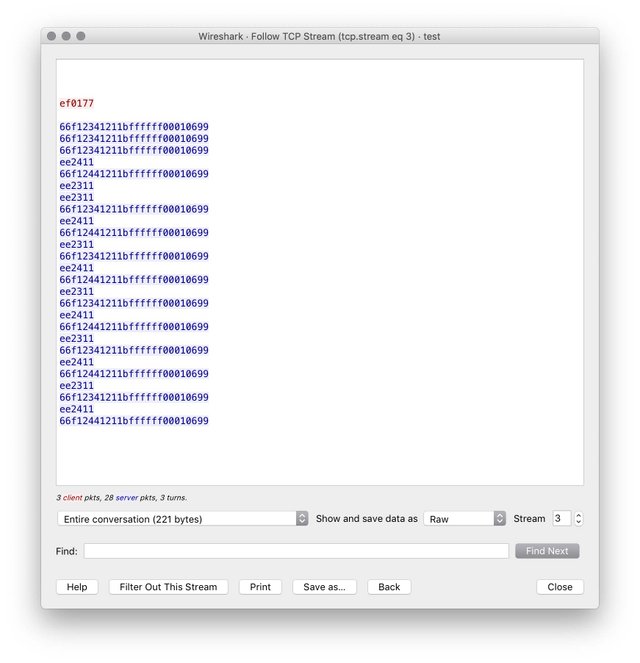 Wireshark · Follow TCP Stream (tcp.stream eq 3) · test
ef0177
66f12341211bffffff00010699
66f12341211bffffff00010699
66f12341211bffffff00010699
ee2411
66f12441211bffffff00010699
ee2311
ee2311
66f12341211bffffff00010699
ee2411
66f12441211bffffff00010699
ee2311
66f12341211bffffff00010699
ee2411
66f12441211bffffff00010699
ee2311
66f12341211bffffff00010699
ee2411
66f12441211bffffff00010699
ee2311
66f12341211bffffff00010699
ee2411
66f12441211bffffff00010699
ee2311
66f12341211bffffff00010699
ee2411
66f12441211bffffff00010699
3 client pkts, 28 server pkts, 3 turns.
Entire conversation (221 bytes) Show and save data as Raw Stream 3
Find: Find Next
Help Filter Out This Stream Print Save as... Back Close